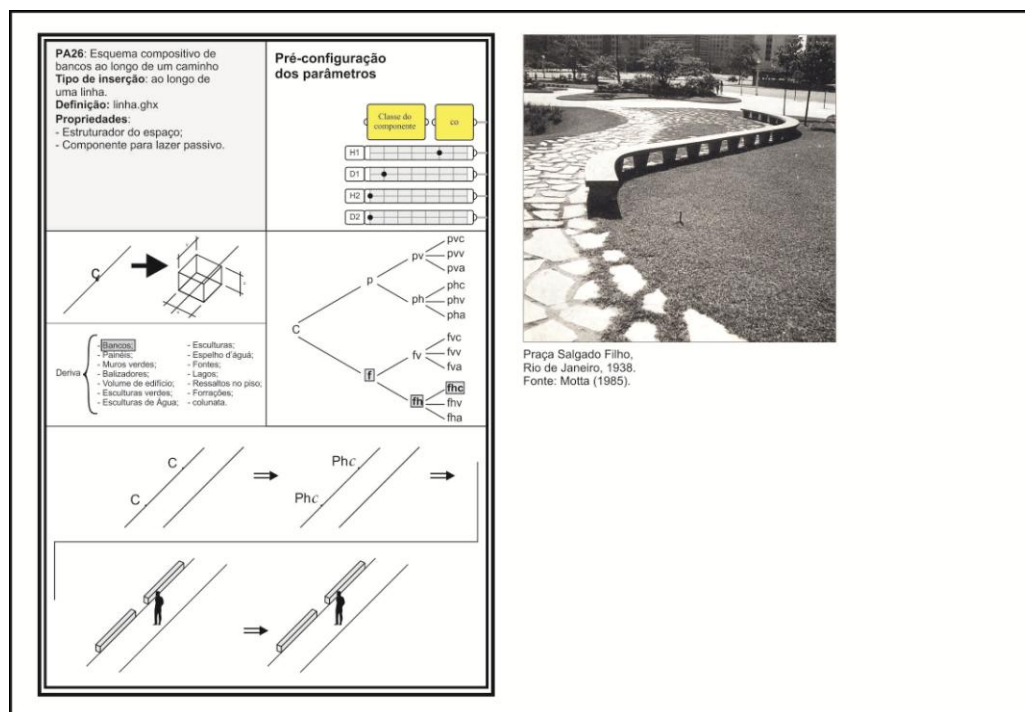 PA26: Esquema compositivo de
bancos ao longo de um caminho
Tipo de inserção: ao longo de
uma linha.
Definição: linha.ghx
Propriedades:
- Estruturador do espaço;
- Componente para lazer passivo.
Pré-configuração
dos parâmetros
Classe do
componente
co
H1
D1
H2
D2
C
C
p
f
pv
ph
fv
fh
pvc
pvv
pva
phc
phv
pha
fvc
fvv
fva
fhc
fhv
fha
Deriva
- Bancos;
- Painéis;
- Muros verdes;
- Balizadores;
- Volume de edifício;
- Esculturas verdes;
- Esculturas de Água;
- Esculturas;
- Espelho d'águá;
- Fontes;
- Lagos;
- Ressaltos no piso;
- Forrações;
- colunata.
C
C
Phc
Phc
Praça Salgado Filho,
Rio de Janeiro, 1938.
Fonte: Motta (1985).